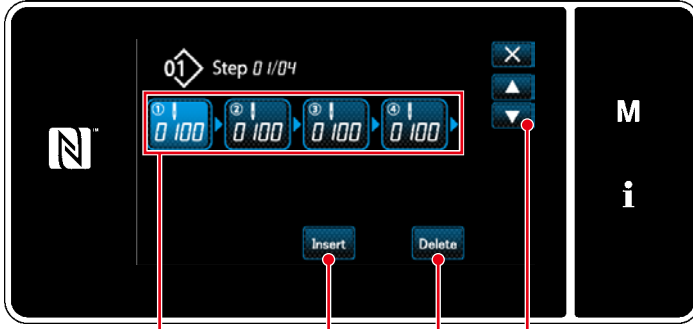 01 Step 01/04
① 0100 ② 0100 ③ 0100 ④ 0100
Insert Delete
M
i
N